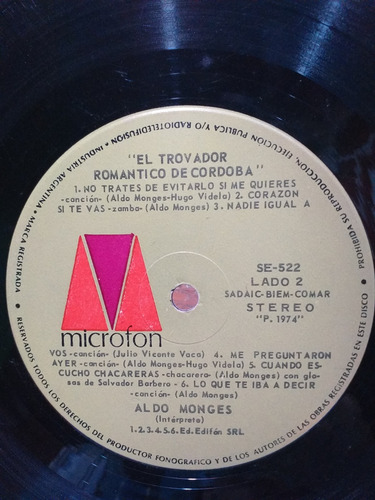 "EL TROVADOR
ROMANTICO DE CORDOBA"
1. NO TRATES DE EVITARLO SI ME QUIERES
-canción- (Aldo Monges-Hugo Videla) 2. CORAZON
SI TE VAS -zamba- (Aldo Monges) 3. NADIE IGUAL A
SE-522
LADO 2
SADAIC-BIEM-COMAR
STEREO
"P. 1974"
microfon
VOS -canción- (Julio Vicente Vaca) 4. ME PREGUNTARON
AYER -canción- (Aldo Monges-Hugo Videla) 5. CUANDO ES-
CUCHO CHACARERAS -chacarera- (Aldo Monges) con glo-
sas de Salvador Barbero - 6. LO QUE TE IBA A DECIR
-canción- (Aldo Monges)
ALDO MONGES
(Intérprete)
1.2.3.4.5.6.Ed.Edifón SRL
RESERVADOS TODOS LOS DERECHOS DEL PRODUCTOR FONOGRAFICO Y DE LOS AUTORES DE LAS OBRAS REGISTRADAS EN ESTE DISCO • PROHIBIDA SU REPRODUCCION, EJECUCION PUBLICA Y/O RADIOTELEDIFUSION • INDUSTRIA ARGENTINA • MARCA REGISTRADA •